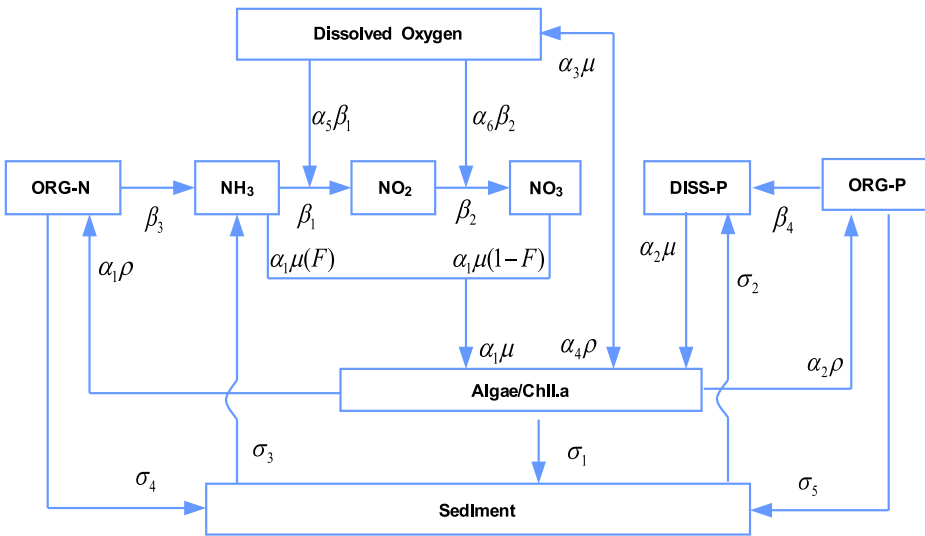 Dissolved Oxygen
α₃μ
α₅β₁
α₆β₂
ORG-N
NH₃
NO₂
NO₃
DISS-P
ORG-P
β₃
β₁
β₂
β₄
α₁ρ
α₁μ(F)
α₁μ(1−F)
α₂μ
σ₂
α₁μ
α₄ρ
α₂ρ
Algae/Chll.a
σ₃
σ₁
σ₄
σ₅
Sediment